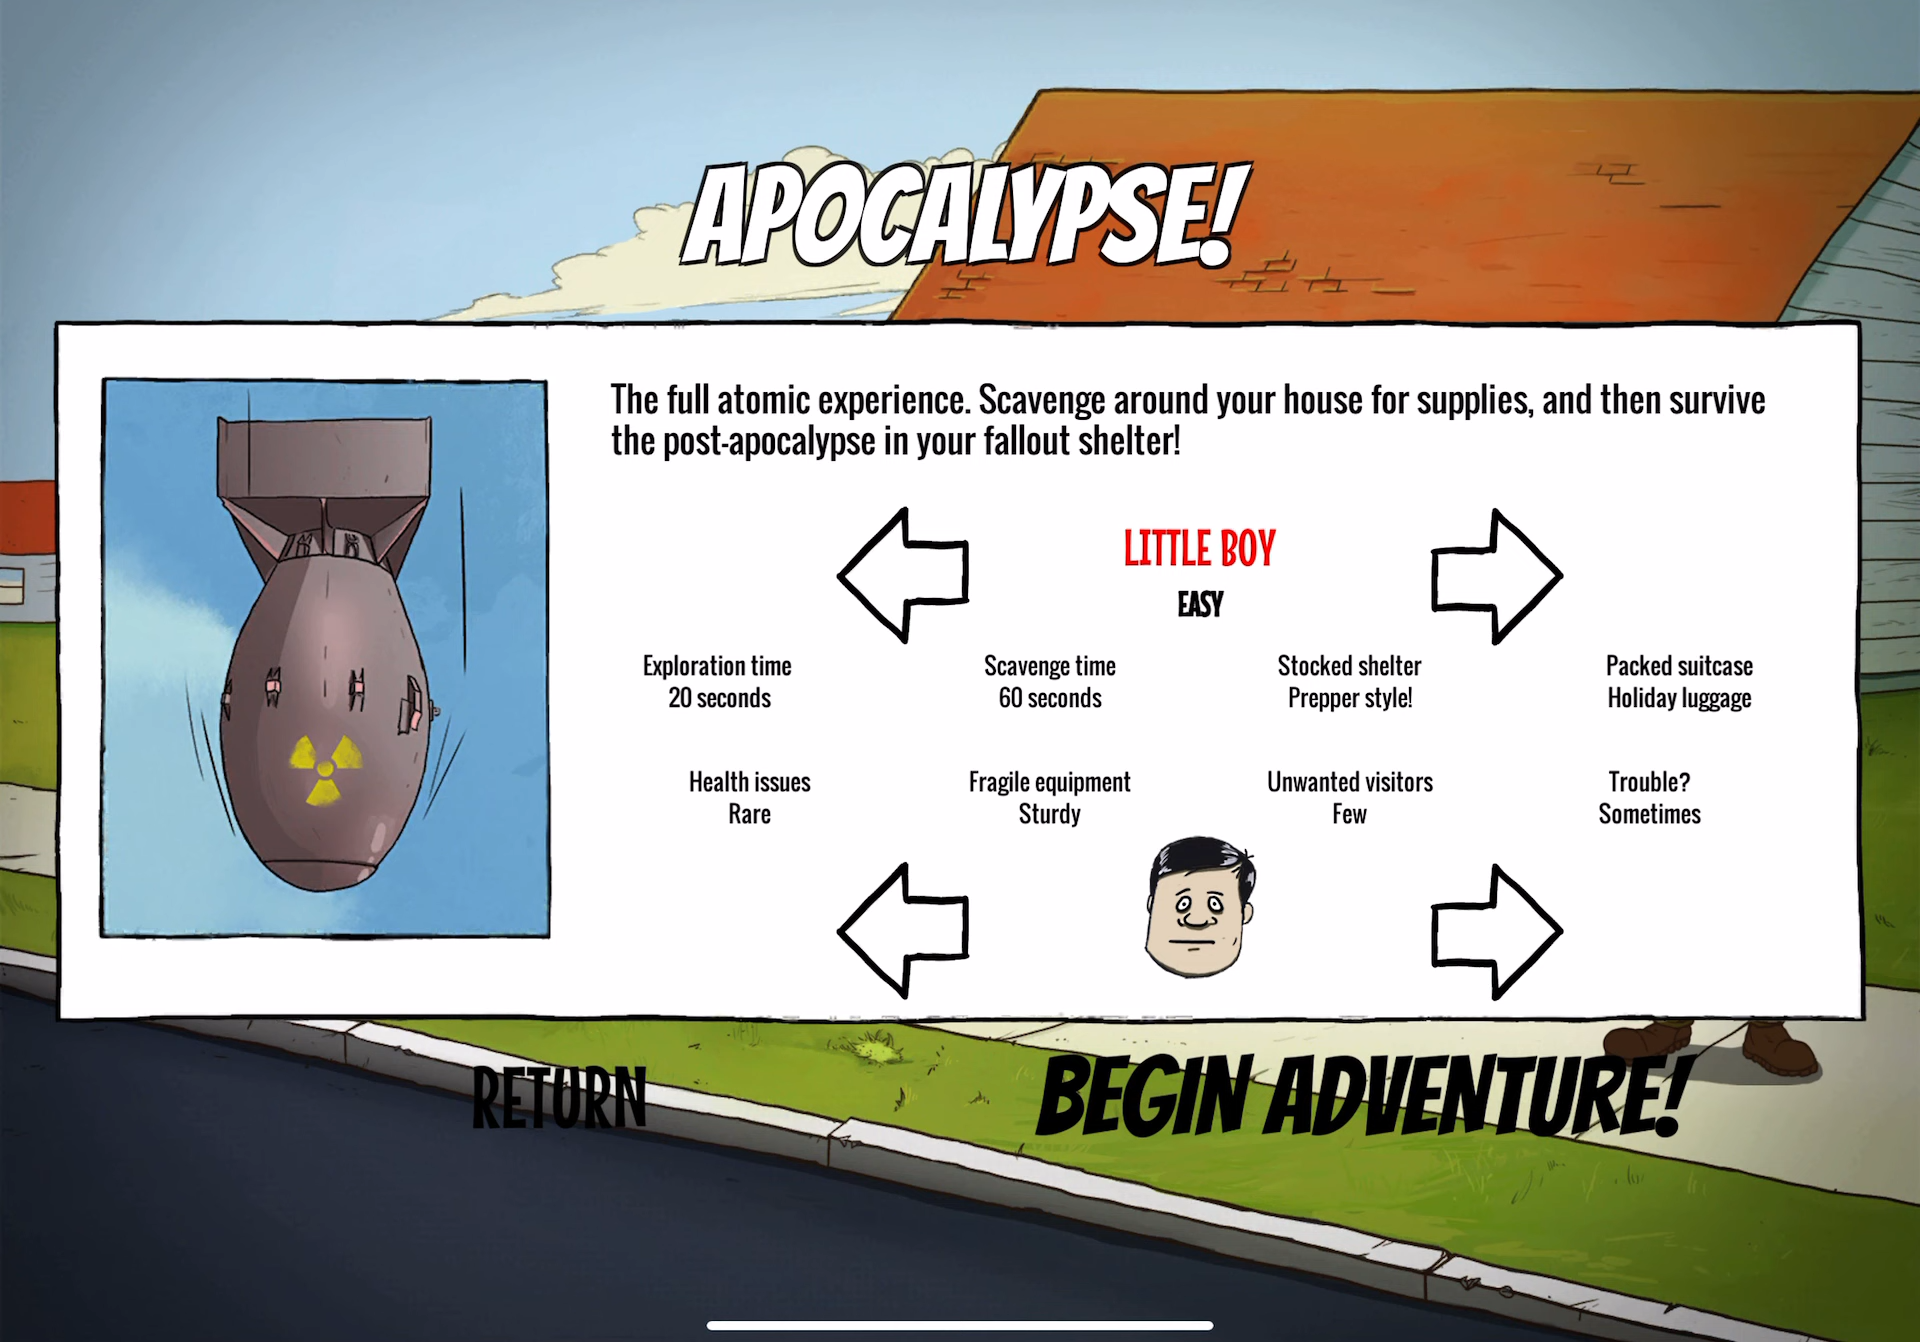 APOCALYPSE!
The full atomic experience. Scavenge around your house for supplies, and then survive
the post-apocalypse in your fallout shelter!
LITTLE BOY
EASY
Exploration time
20 seconds
Scavenge time
60 seconds
Stocked shelter
Prepper style!
Packed suitcase
Holiday luggage
Health issues
Rare
Fragile equipment
Sturdy
Unwanted visitors
Few
Trouble?
Sometimes
RETURN
BEGIN ADVENTURE!